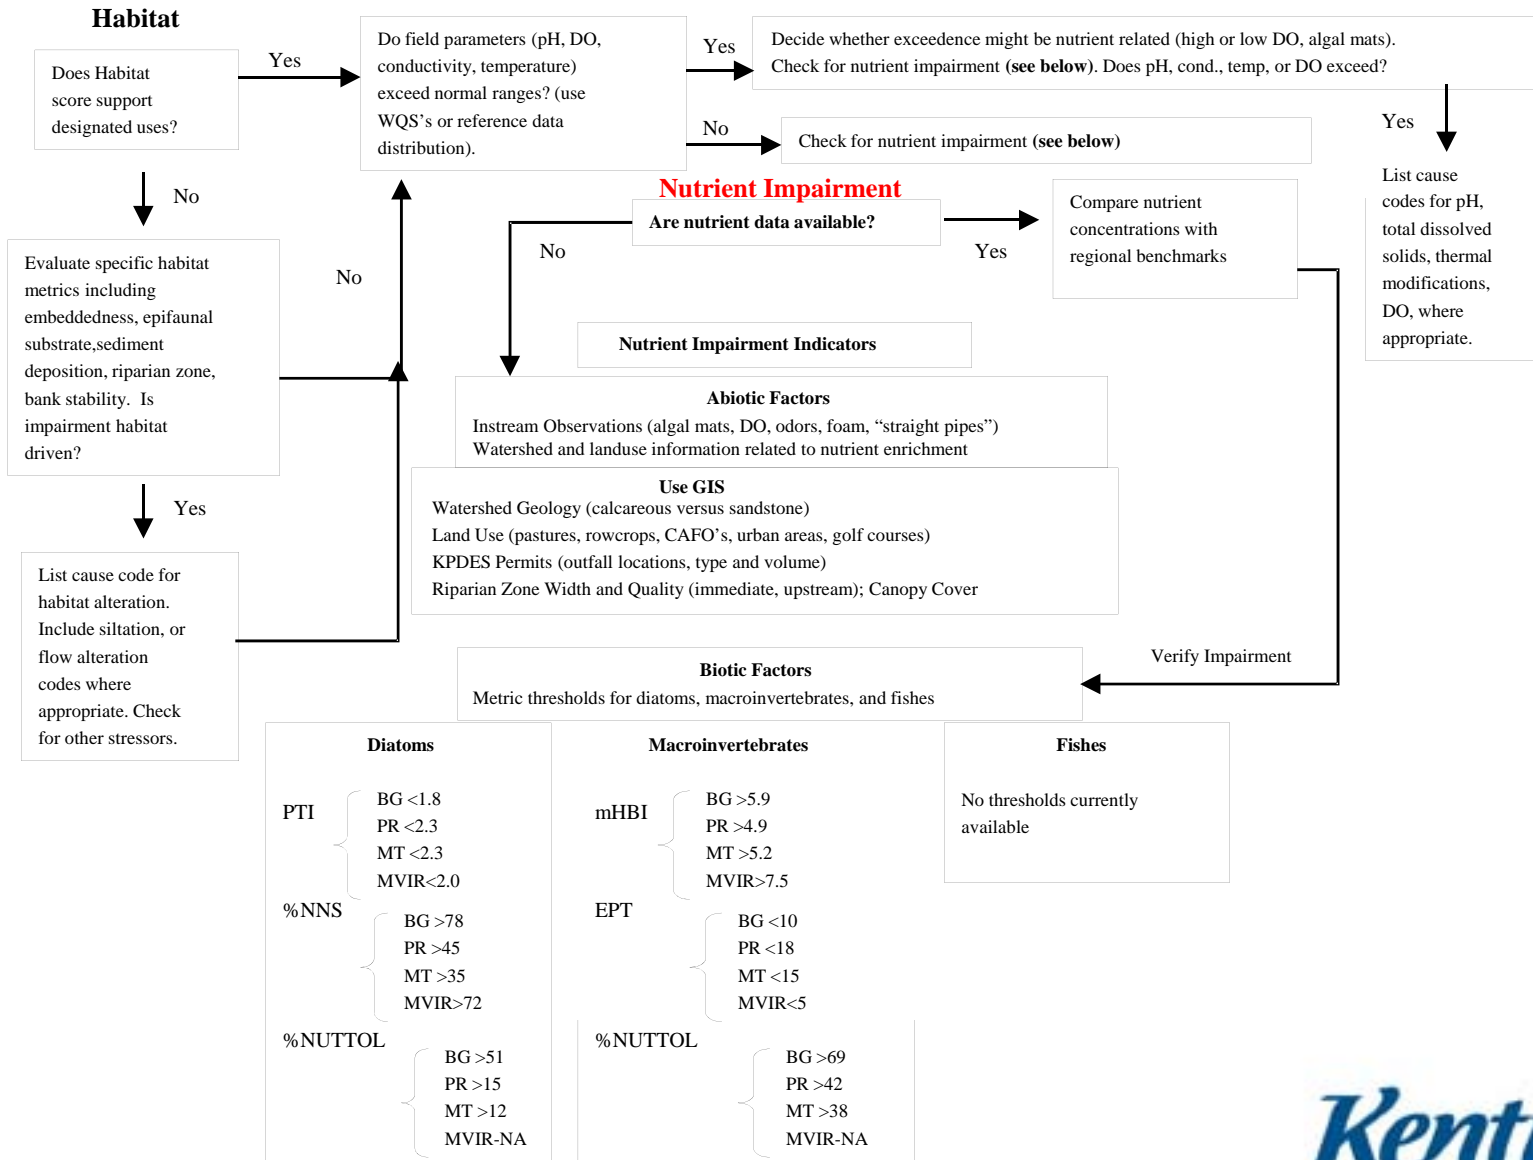 Habitat
Does Habitat
score support
designated uses?
Yes
Do field parameters (pH, DO,
conductivity, temperature)
exceed normal ranges? (use
WQS's or reference data
distribution).
Yes
Decide whether exceedence might be nutrient related (high or low DO, algal mats).
Check for nutrient impairment (see below). Does pH, cond., temp, or DO exceed?
No
Check for nutrient impairment (see below)
Yes
List cause
codes for pH,
total dissolved
solids, thermal
modifications,
DO, where
appropriate.
No
Evaluate specific habitat
metrics including
embeddedness, epifaunal
substrate,sediment
deposition, riparian zone,
bank stability.  Is
impairment habitat
driven?
No
Yes
List cause code for
habitat alteration.
Include siltation, or
flow alteration
codes where
appropriate. Check
for other stressors.
Nutrient Impairment
Are nutrient data available?
No
Yes
Compare nutrient
concentrations with
regional benchmarks
Nutrient Impairment Indicators
Abiotic Factors
Instream Observations (algal mats, DO, odors, foam, “straight pipes”)
Watershed and landuse information related to nutrient enrichment
Use GIS
Watershed Geology (calcareous versus sandstone)
Land Use (pastures, rowcrops, CAFO's, urban areas, golf courses)
KPDES Permits (outfall locations, type and volume)
Riparian Zone Width and Quality (immediate, upstream); Canopy Cover
Verify Impairment
Biotic Factors
Metric thresholds for diatoms, macroinvertebrates, and fishes
Diatoms
PTI
BG <1.8
PR <2.3
MT <2.3
MVIR<2.0
%NNS
BG >78
PR >45
MT >35
MVIR>72
%NUTTOL
BG >51
PR >15
MT >12
MVIR-NA
Macroinvertebrates
mHBI
BG >5.9
PR >4.9
MT >5.2
MVIR>7.5
EPT
BG <10
PR <18
MT <15
MVIR<5
%NUTTOL
BG >69
PR >42
MT >38
MVIR-NA
Fishes
No thresholds currently
available